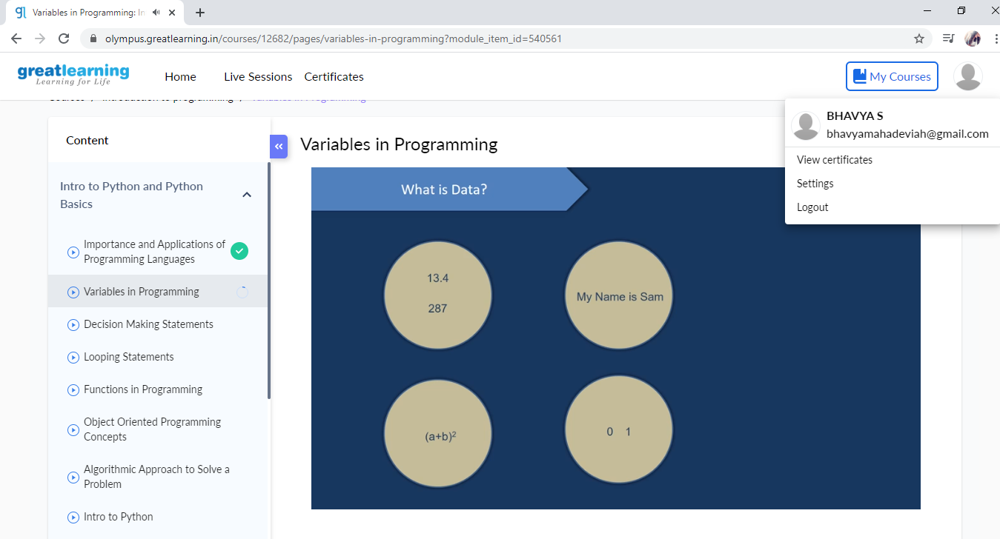 Variables in Programming: In
olympus.greatlearning.in/courses/12682/pages/variables-in-programming?module_item_id=540561
greatlearning
Learning for Life
Home
Live Sessions
Certificates
My Courses
Courses / Introduction to programming / Variables in Programming
BHAVYA S
bhavyamahadeviah@gmail.com
View certificates
Settings
Logout
Content
Intro to Python and Python
Basics
Importance and Applications of
Programming Languages
Variables in Programming
Decision Making Statements
Looping Statements
Functions in Programming
Object Oriented Programming
Concepts
Algorithmic Approach to Solve a
Problem
Intro to Python
Variables in Programming
What is Data?
13.4
287
My Name is Sam
(a+b)²
0 1